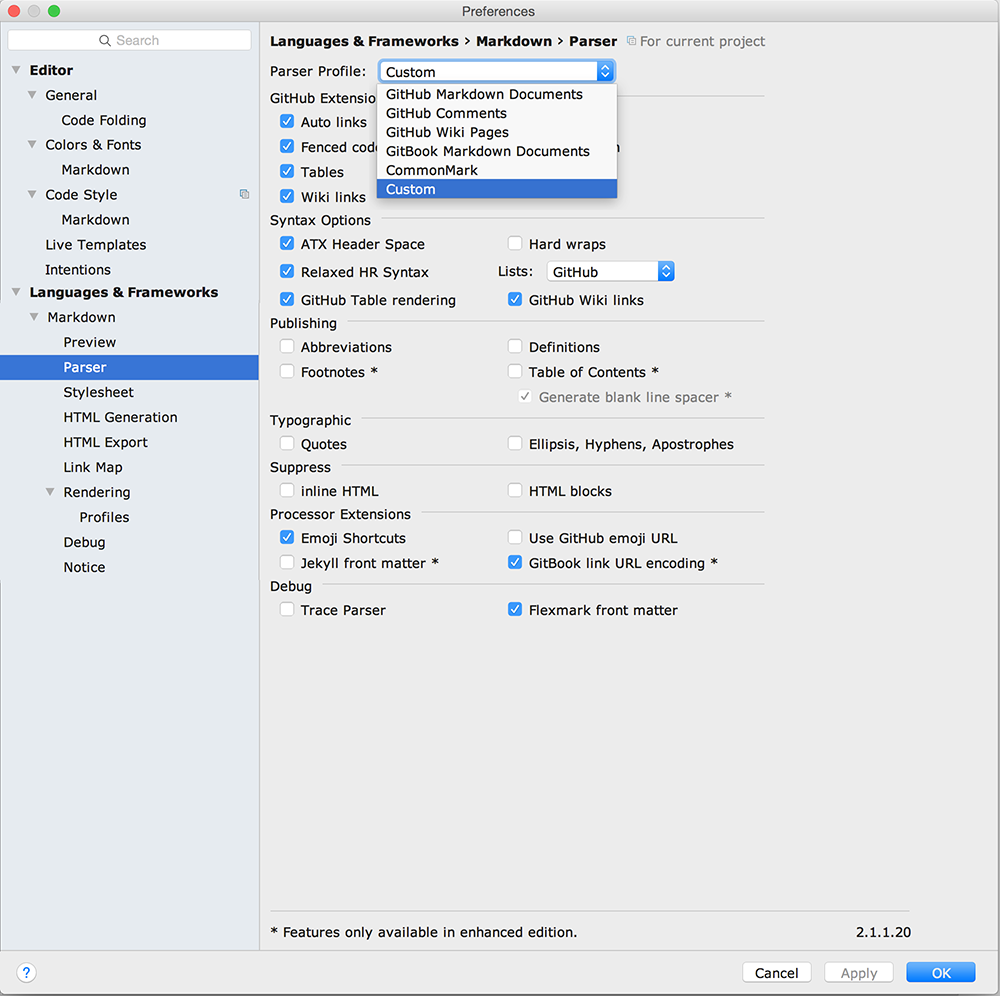 Preferences
Search
Editor
General
Code Folding
Colors & Fonts
Markdown
Code Style
Markdown
Live Templates
Intentions
Languages & Frameworks
Markdown
Preview
Parser
Stylesheet
HTML Generation
HTML Export
Link Map
Rendering
Profiles
Debug
Notice
Languages & Frameworks › Markdown › Parser For current project
Parser Profile: Custom
GitHub Markdown Documents
GitHub Comments
GitHub Wiki Pages
GitBook Markdown Documents
CommonMark
Custom
GitHub Extensio
Auto links
Fenced cod
Tables
Wiki links
Syntax Options
ATX Header Space Hard wraps
Relaxed HR Syntax Lists: GitHub
GitHub Table rendering GitHub Wiki links
Publishing
Abbreviations Definitions
Footnotes * Table of Contents *
Generate blank line spacer *
Typographic
Quotes Ellipsis, Hyphens, Apostrophes
Suppress
inline HTML HTML blocks
Processor Extensions
Emoji Shortcuts Use GitHub emoji URL
Jekyll front matter * GitBook link URL encoding *
Debug
Trace Parser Flexmark front matter
* Features only available in enhanced edition. 2.1.1.20
? Cancel Apply OK